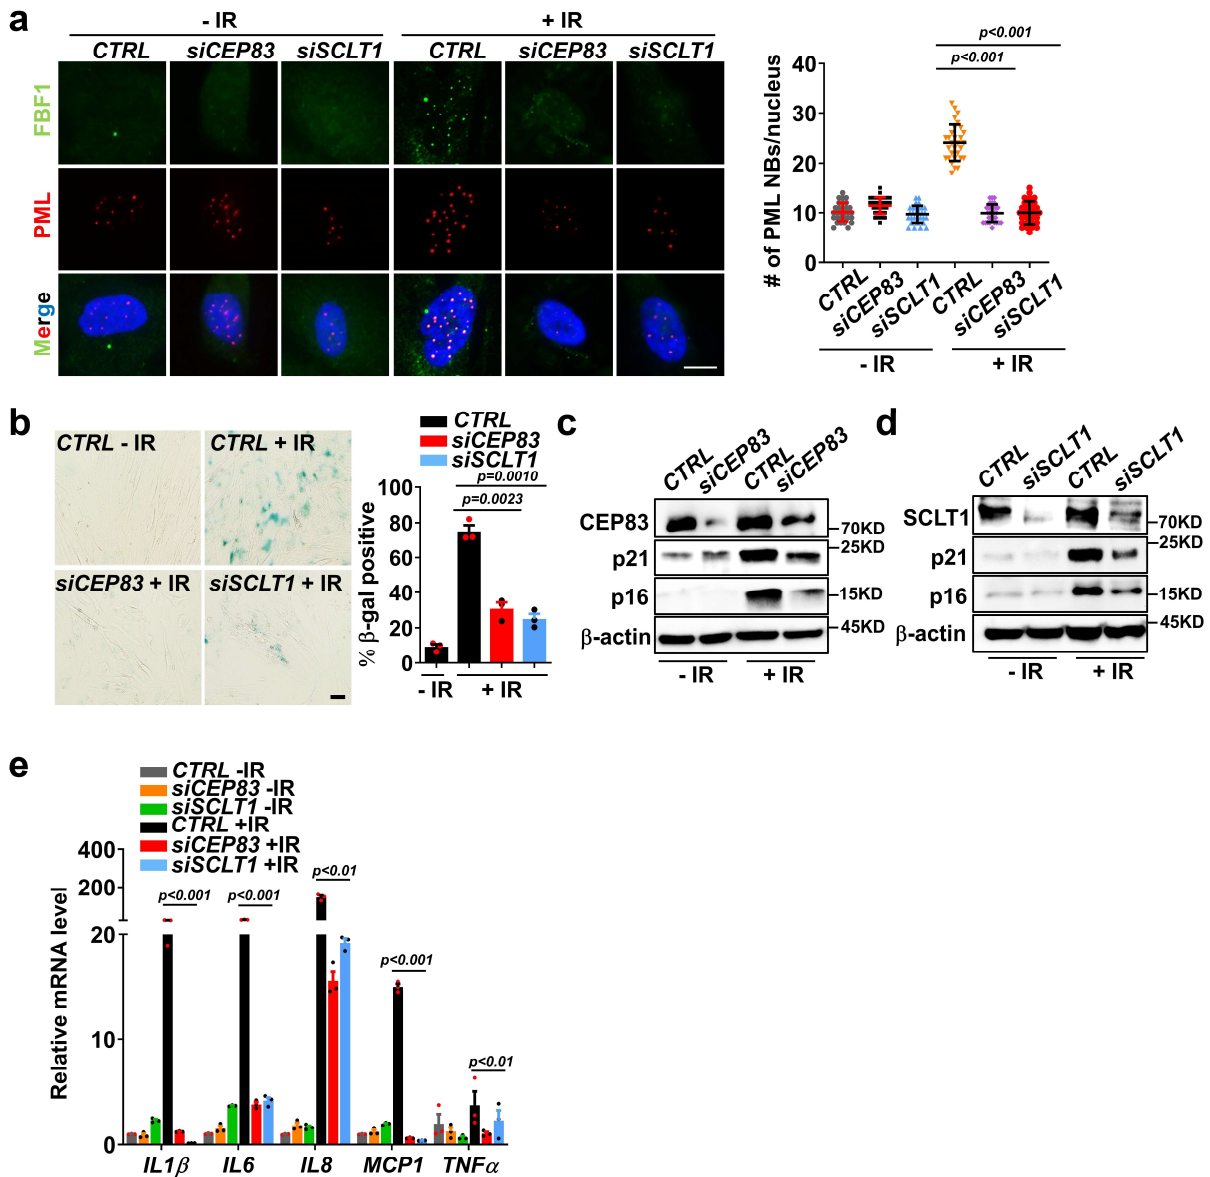 a
- IR
+ IR
CTRL siCEP83 siSCLT1 CTRL siCEP83 siSCLT1
FBF1
PML
Merge
# of PML NBs/nucleus
40
30
20
10
0
p<0.001
p<0.001
CTRL siCEP83 siSCLT1 CTRL siCEP83 siSCLT1
- IR
+ IR
b
CTRL - IR
CTRL + IR
siCEP83 + IR
siSCLT1 + IR
CTRL
siCEP83
siSCLT1
p=0.0010
p=0.0023
% β-gal positive
100
80
60
40
20
0
- IR
+ IR
c
CTRL siCEP83 CTRL siCEP83
CEP83
70KD
p21
25KD
p16
15KD
β-actin
45KD
- IR
+ IR
d
CTRL siSCLT1 CTRL siSCLT1
SCLT1
70KD
p21
25KD
p16
15KD
β-actin
45KD
- IR
+ IR
e
CTRL -IR
siCEP83 -IR
siSCLT1 -IR
CTRL +IR
siCEP83 +IR
siSCLT1 +IR
Relative mRNA level
400
200
20
10
0
p<0.001
p<0.001
p<0.01
p<0.001
p<0.01
IL1β IL6 IL8 MCP1 TNFα